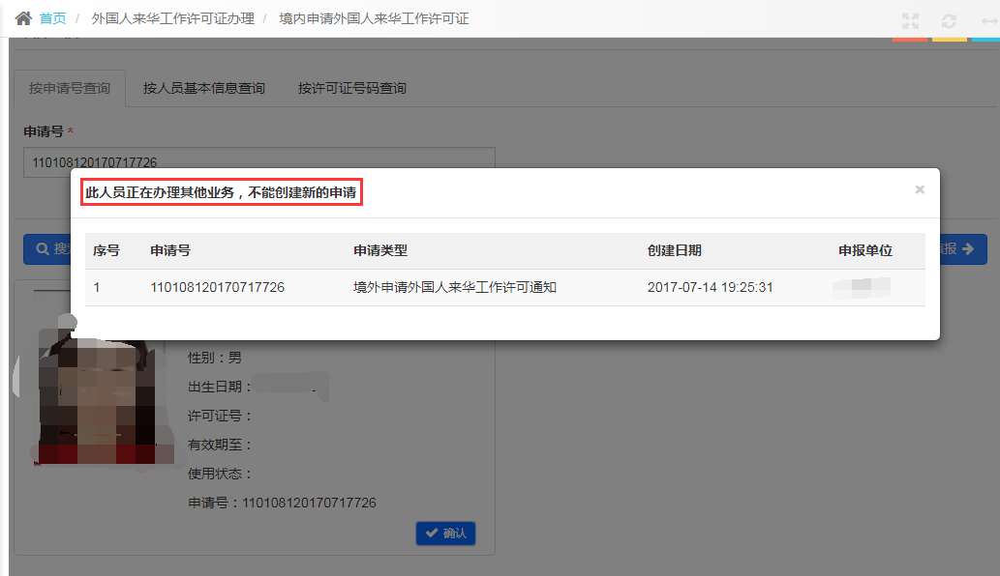 首页 / 外国人来华工作许可证办理 / 境内申请外国人来华工作许可证
按申请号查询 按人员基本信息查询 按许可证号码查询
申请号 *
110108120170717726
此人员正在办理其他业务，不能创建新的申请 ×
搜 报
序号 申请号 申请类型 创建日期 申报单位
1 110108120170717726 境外申请外国人来华工作许可通知 2017-07-14 19:25:31
性别：男
出生日期：
许可证号：
有效期至：
使用状态：
申请号：110108120170717726
确认